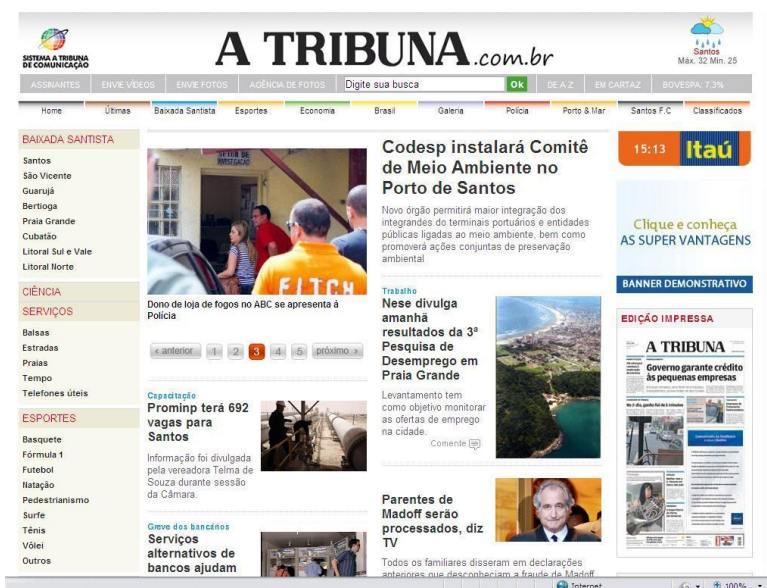 SISTEMA A TRIBUNA
DE COMUNICAÇÃO
A TRIBUNA.com.br
Santos
Máx. 32 Min. 25
ASSINANTES
ENVIE VÍDEOS
ENVIE FOTOS
AGÊNCIA DE FOTOS
Digite sua busca
Ok
DE A Z
EM CARTAZ
BOVESPA: 7,3%
Home
Últimas
Baixada Santista
Esportes
Economia
Brasil
Galeria
Polícia
Porto & Mar
Santos F.C
Classificados
BAIXADA SANTISTA
Santos
São Vicente
Guarujá
Bertioga
Praia Grande
Cubatão
Litoral Sul e Vale
Litoral Norte
CIÊNCIA
SERVIÇOS
Balsas
Estradas
Praias
Tempo
Telefones úteis
ESPORTES
Basquete
Fórmula 1
Futebol
Natação
Pedestrianismo
Surfe
Tênis
Vôlei
Outros
SETOR DE
INVESTIGAÇÃO
FITCH
Dono de loja de fogos no ABC se apresenta à
Polícia
< anterior 1 2 3 4 5 próximo >
Capacitação
Prominp terá 692
vagas para
Santos
Informação foi divulgada
pela vereadora Telma de
Souza durante sessão
da Câmara.
Greve dos bancários
Serviços
alternativos de
bancos ajudam
Codesp instalará Comitê
de Meio Ambiente no
Porto de Santos
Novo órgão permitirá maior integração dos
integrandes do terminais portuários e entidades
públicas ligadas ao meio ambiente, bem como
promoverá ações conjuntas de preservação
ambiental
Trabalho
Nese divulga
amanhã
resultados da 3ª
Pesquisa de
Desemprego em
Praia Grande
Levantamento tem
como objetivo monitorar
as ofertas de emprego
na cidade.
Comente
Parentes de
Madoff serão
processados, diz
TV
Todos os familiares disseram em declarações
anteriores que desconheciam a fraude de Madoff
15:13
Itaú
Clique e conheça
AS SUPER VANTAGENS
BANNER DEMONSTRATIVO
EDIÇÃO IMPRESSA
A TRIBUNA
Governo garante crédito
às pequenas empresas
Internet
100%